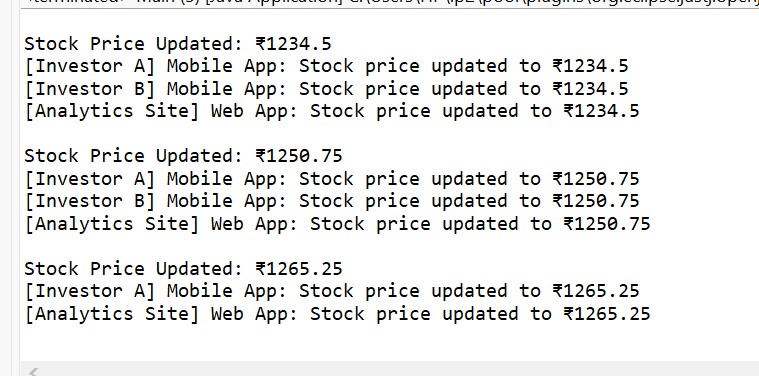 Stock Price Updated: ₹1234.5
[Investor A] Mobile App: Stock price updated to ₹1234.5
[Investor B] Mobile App: Stock price updated to ₹1234.5
[Analytics Site] Web App: Stock price updated to ₹1234.5
Stock Price Updated: ₹1250.75
[Investor A] Mobile App: Stock price updated to ₹1250.75
[Investor B] Mobile App: Stock price updated to ₹1250.75
[Analytics Site] Web App: Stock price updated to ₹1250.75
Stock Price Updated: ₹1265.25
[Investor A] Mobile App: Stock price updated to ₹1265.25
[Analytics Site] Web App: Stock price updated to ₹1265.25